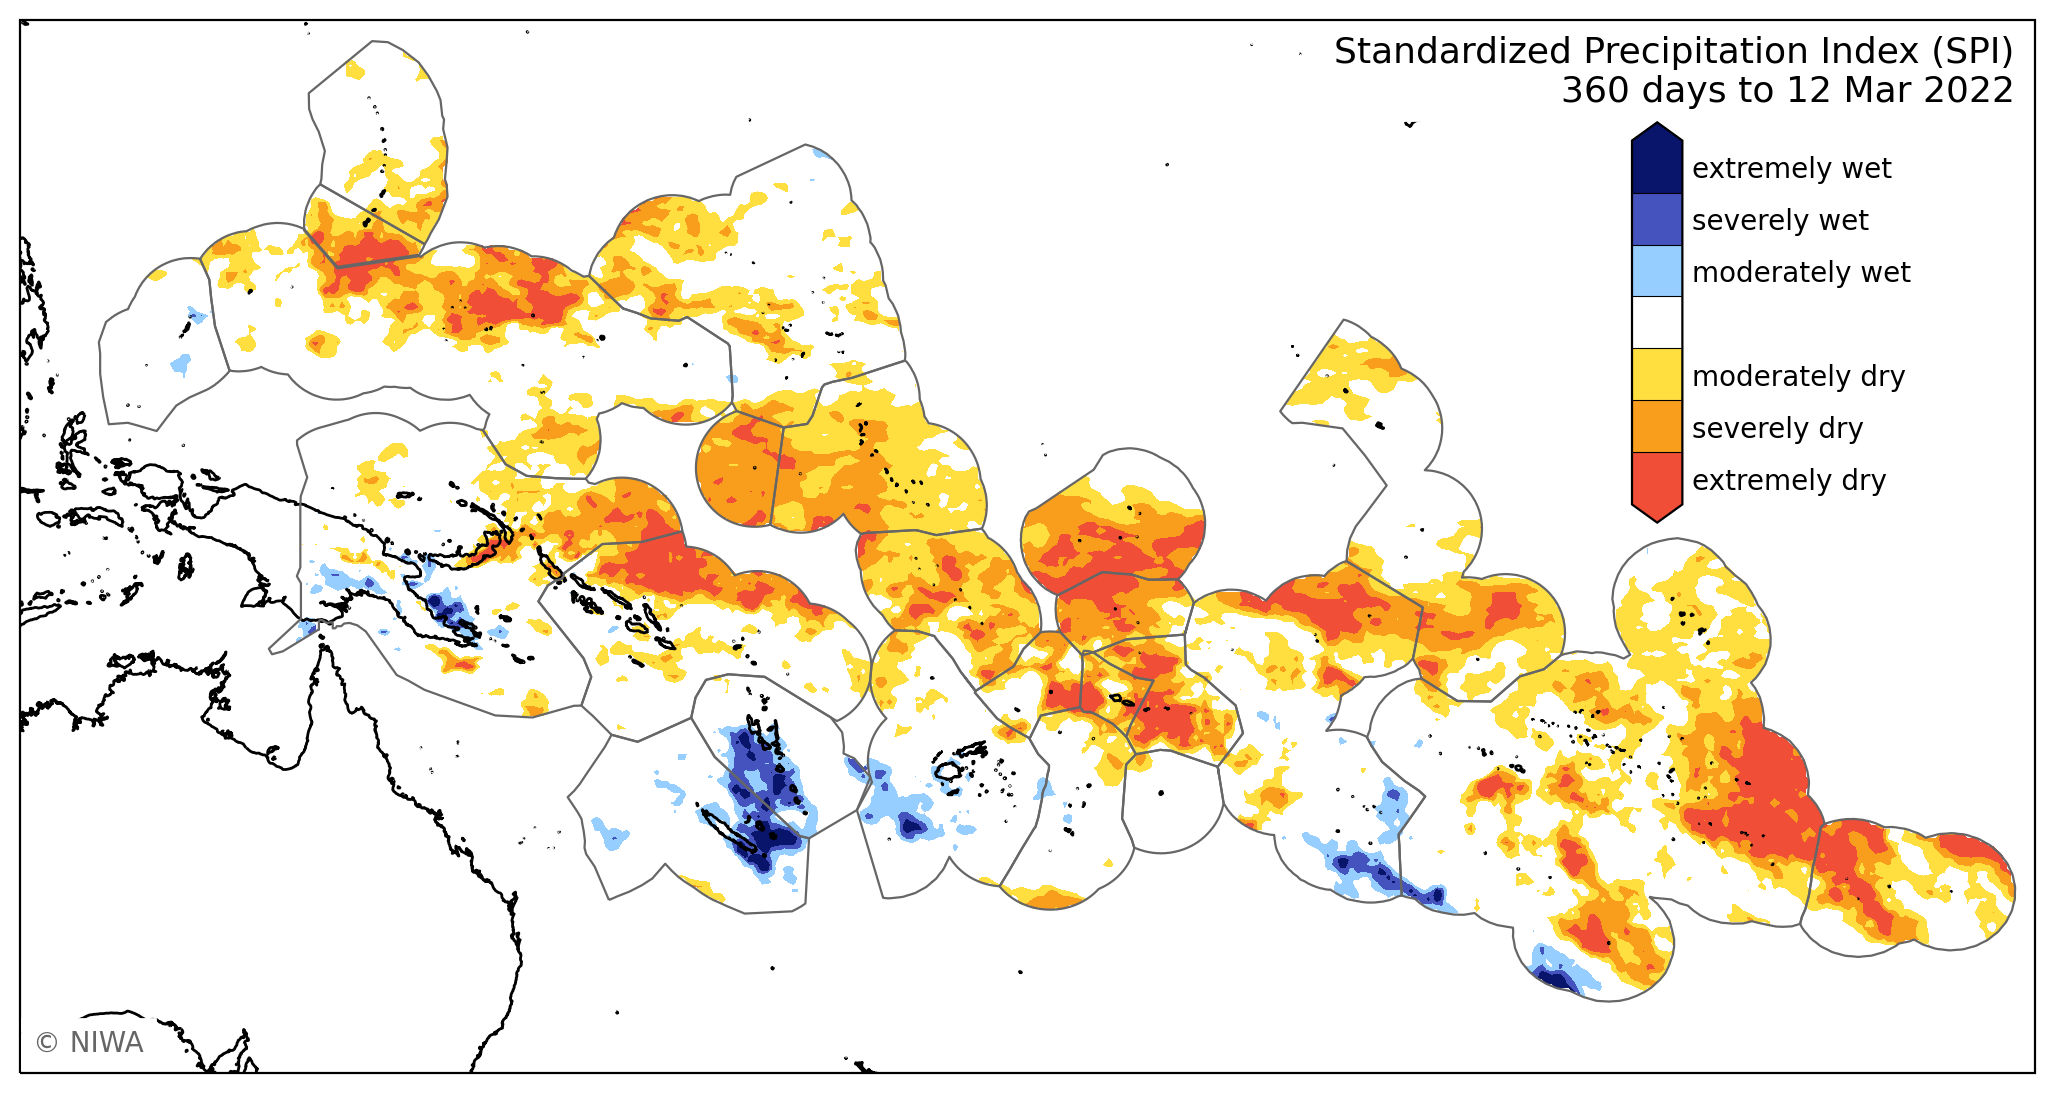 Standardized Precipitation Index (SPI)
360 days to 12 Mar 2022
extremely wet
severely wet
moderately wet
moderately dry
severely dry
extremely dry
© NIWA